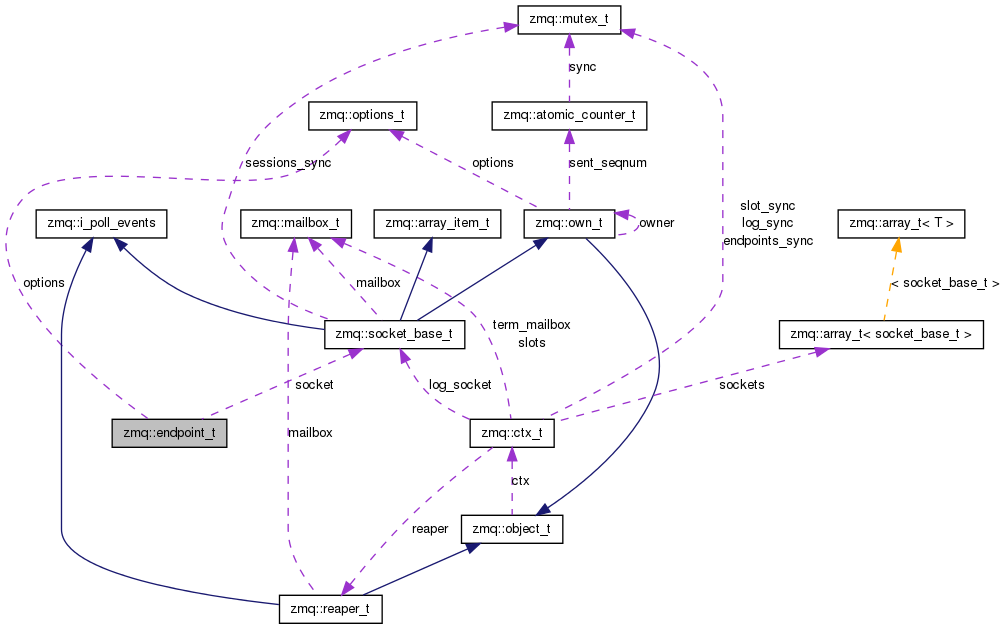 zmq::mutex_t
sync
zmq::options_t
zmq::atomic_counter_t
sessions_sync
options
sent_seqnum
zmq::i_poll_events
zmq::mailbox_t
zmq::array_item_t
zmq::own_t
owner
slot_sync
log_sync
endpoints_sync
zmq::array_t< T >
options
mailbox
< socket_base_t >
zmq::socket_base_t
term_mailbox
slots
zmq::array_t< socket_base_t >
socket
log_socket
sockets
zmq::endpoint_t
mailbox
zmq::ctx_t
ctx
reaper
zmq::object_t
zmq::reaper_t